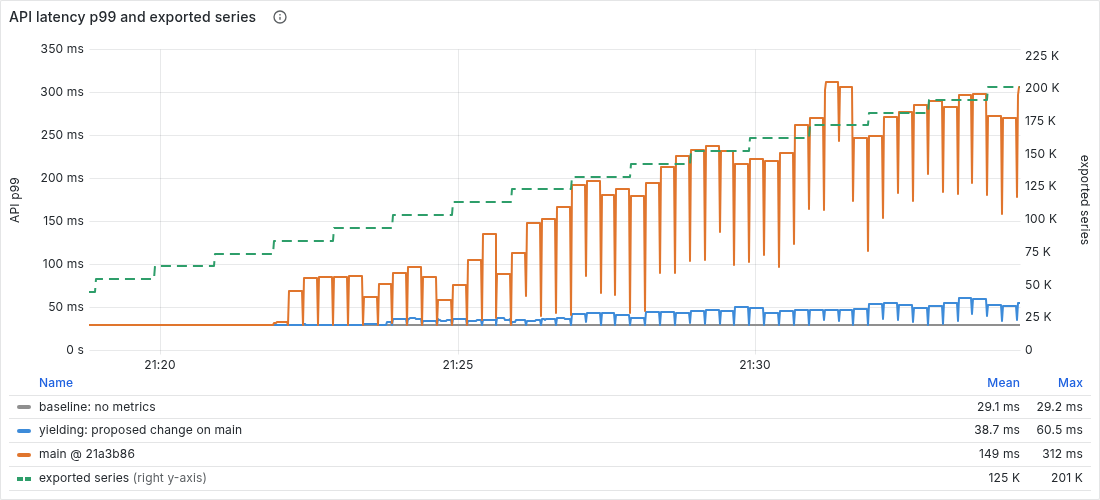 API latency p99 and exported series
350 ms
300 ms
250 ms
200 ms
150 ms
100 ms
50 ms
0 s
API p99
225 K
200 K
175 K
150 K
125 K
100 K
75 K
50 K
25 K
0
exported series
21:20 21:25 21:30
Name Mean Max
baseline: no metrics 29.1 ms 29.2 ms
yielding: proposed change on main 38.7 ms 60.5 ms
main @ 21a3b86 149 ms 312 ms
exported series (right y-axis) 125 K 201 K